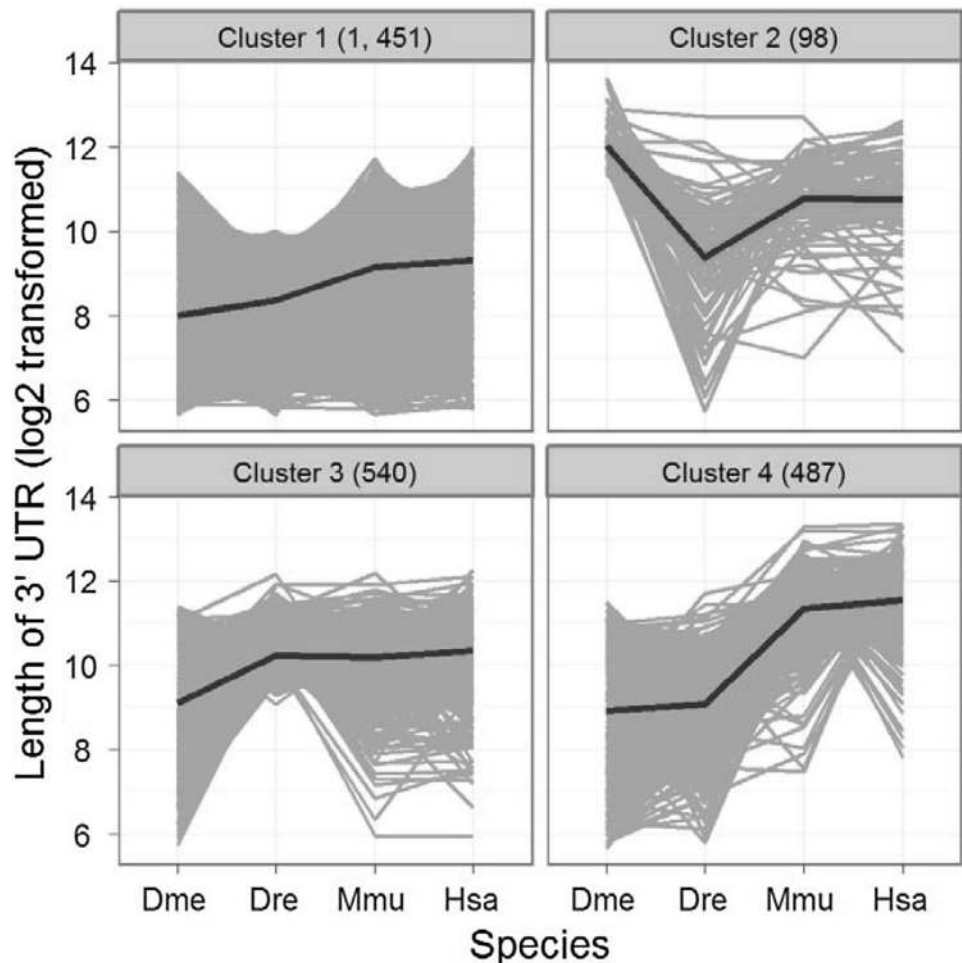 Cluster 1 (1, 451)
Cluster 2 (98)
14
12
10
8
6
Cluster 3 (540)
Cluster 4 (487)
14
12
10
8
6
Length of 3' UTR (log2 transformed)
Dme Dre Mmu Hsa
Dme Dre Mmu Hsa
Species